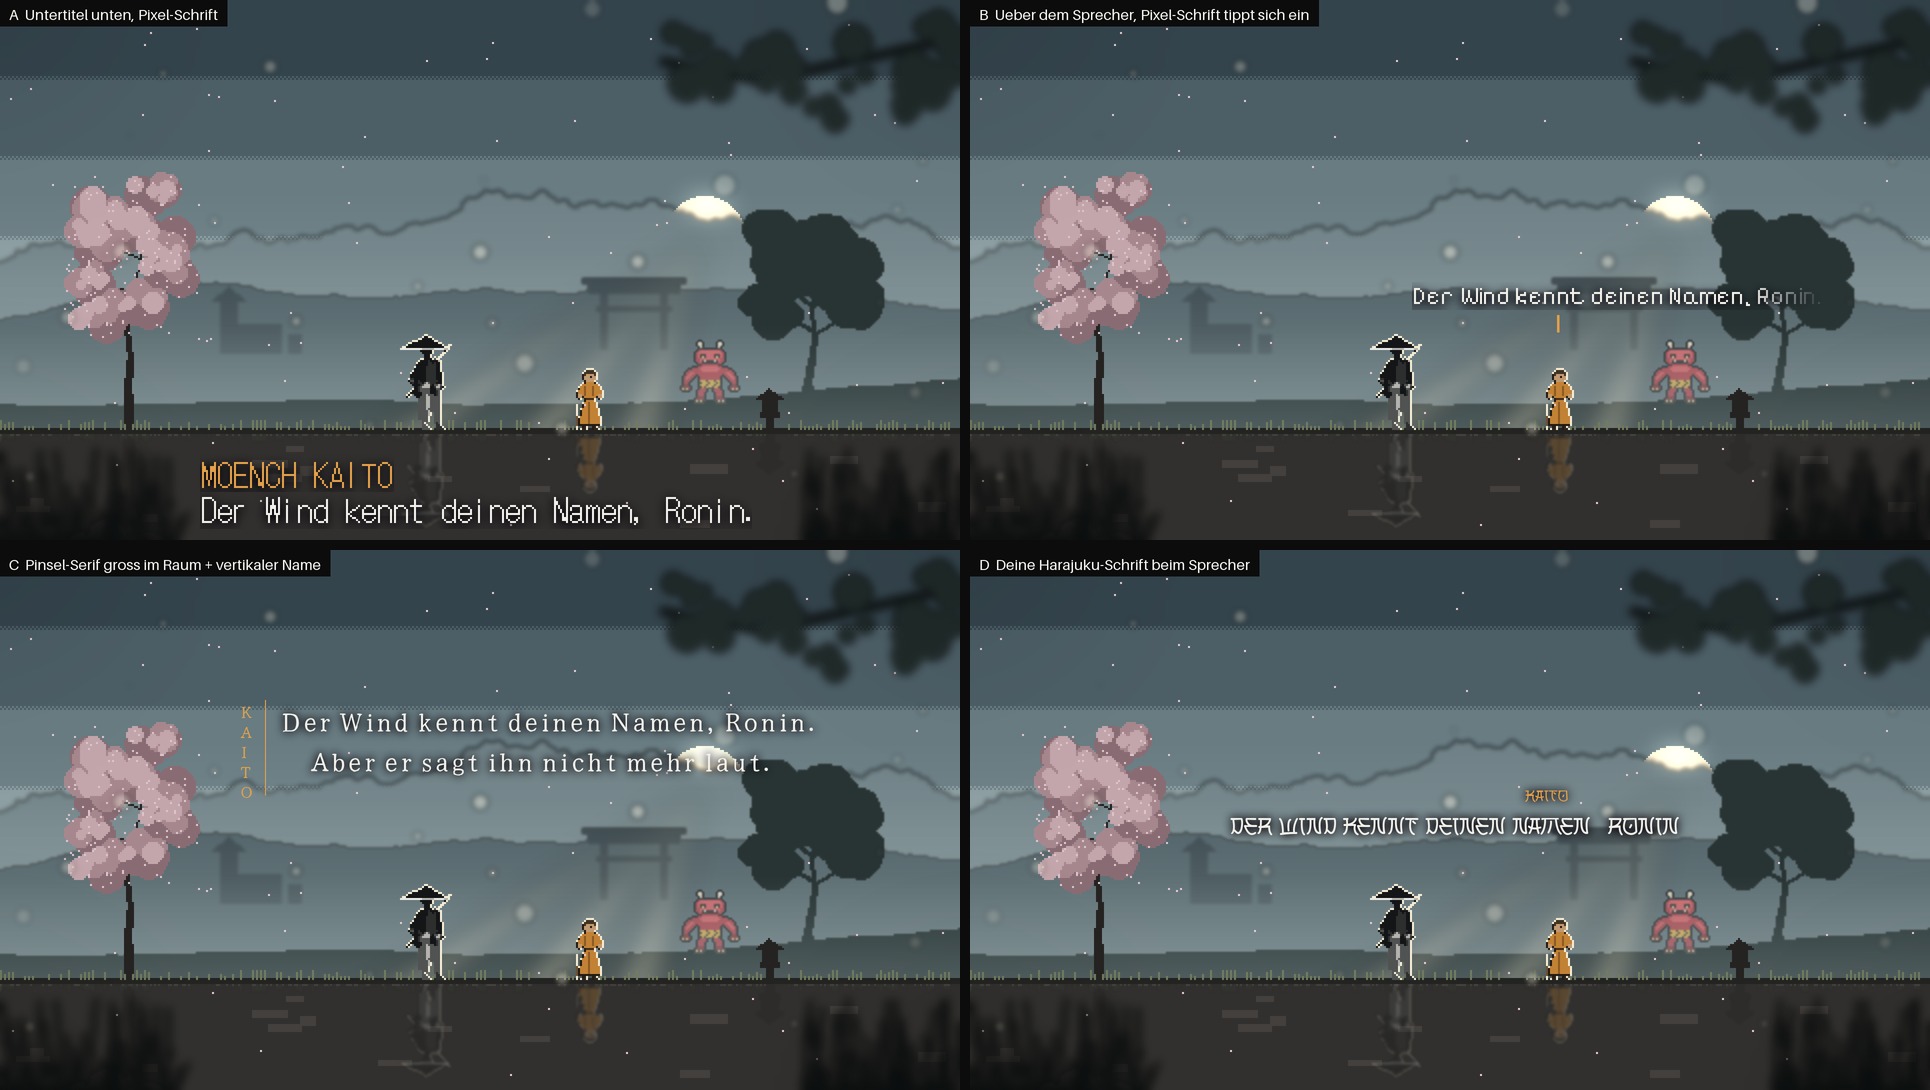 A Untertitel unten, Pixel-Schrift
MOENCH KAITO
Der Wind kennt deinen Namen, Ronin.
B Ueber dem Sprecher, Pixel-Schrift tippt sich ein
Der Wind kennt deinen Namen, Ronin.
C Pinsel-Serif gross im Raum + vertikaler Name
KAITO
Der Wind kennt deinen Namen, Ronin.
Aber er sagt ihn nicht mehr laut.
D Deine Harajuku-Schrift beim Sprecher
KAITO
DER WIND KENNT DEINEN NAMEN RONIN